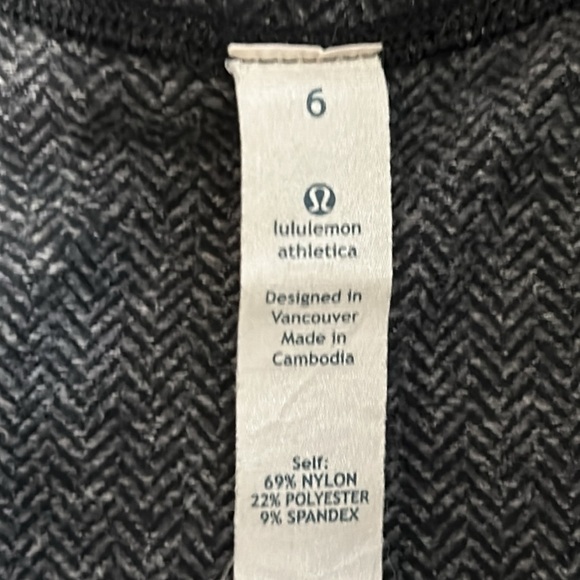 6
lululemon
athletica
Designed in
Vancouver
Made in
Cambodia
Self:
69% NYLON
22% POLYESTER
9% SPANDEX